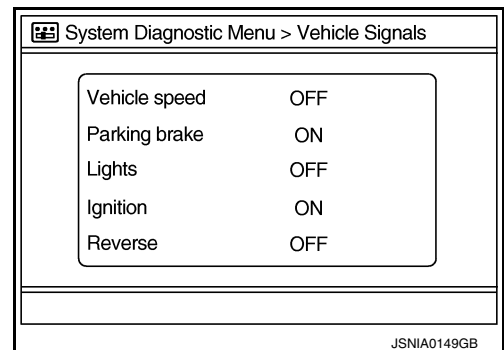 System Diagnostic Menu > Vehicle Signals
Vehicle speed OFF
Parking brake ON
Lights OFF
Ignition ON
Reverse OFF
JSNIA0149GB